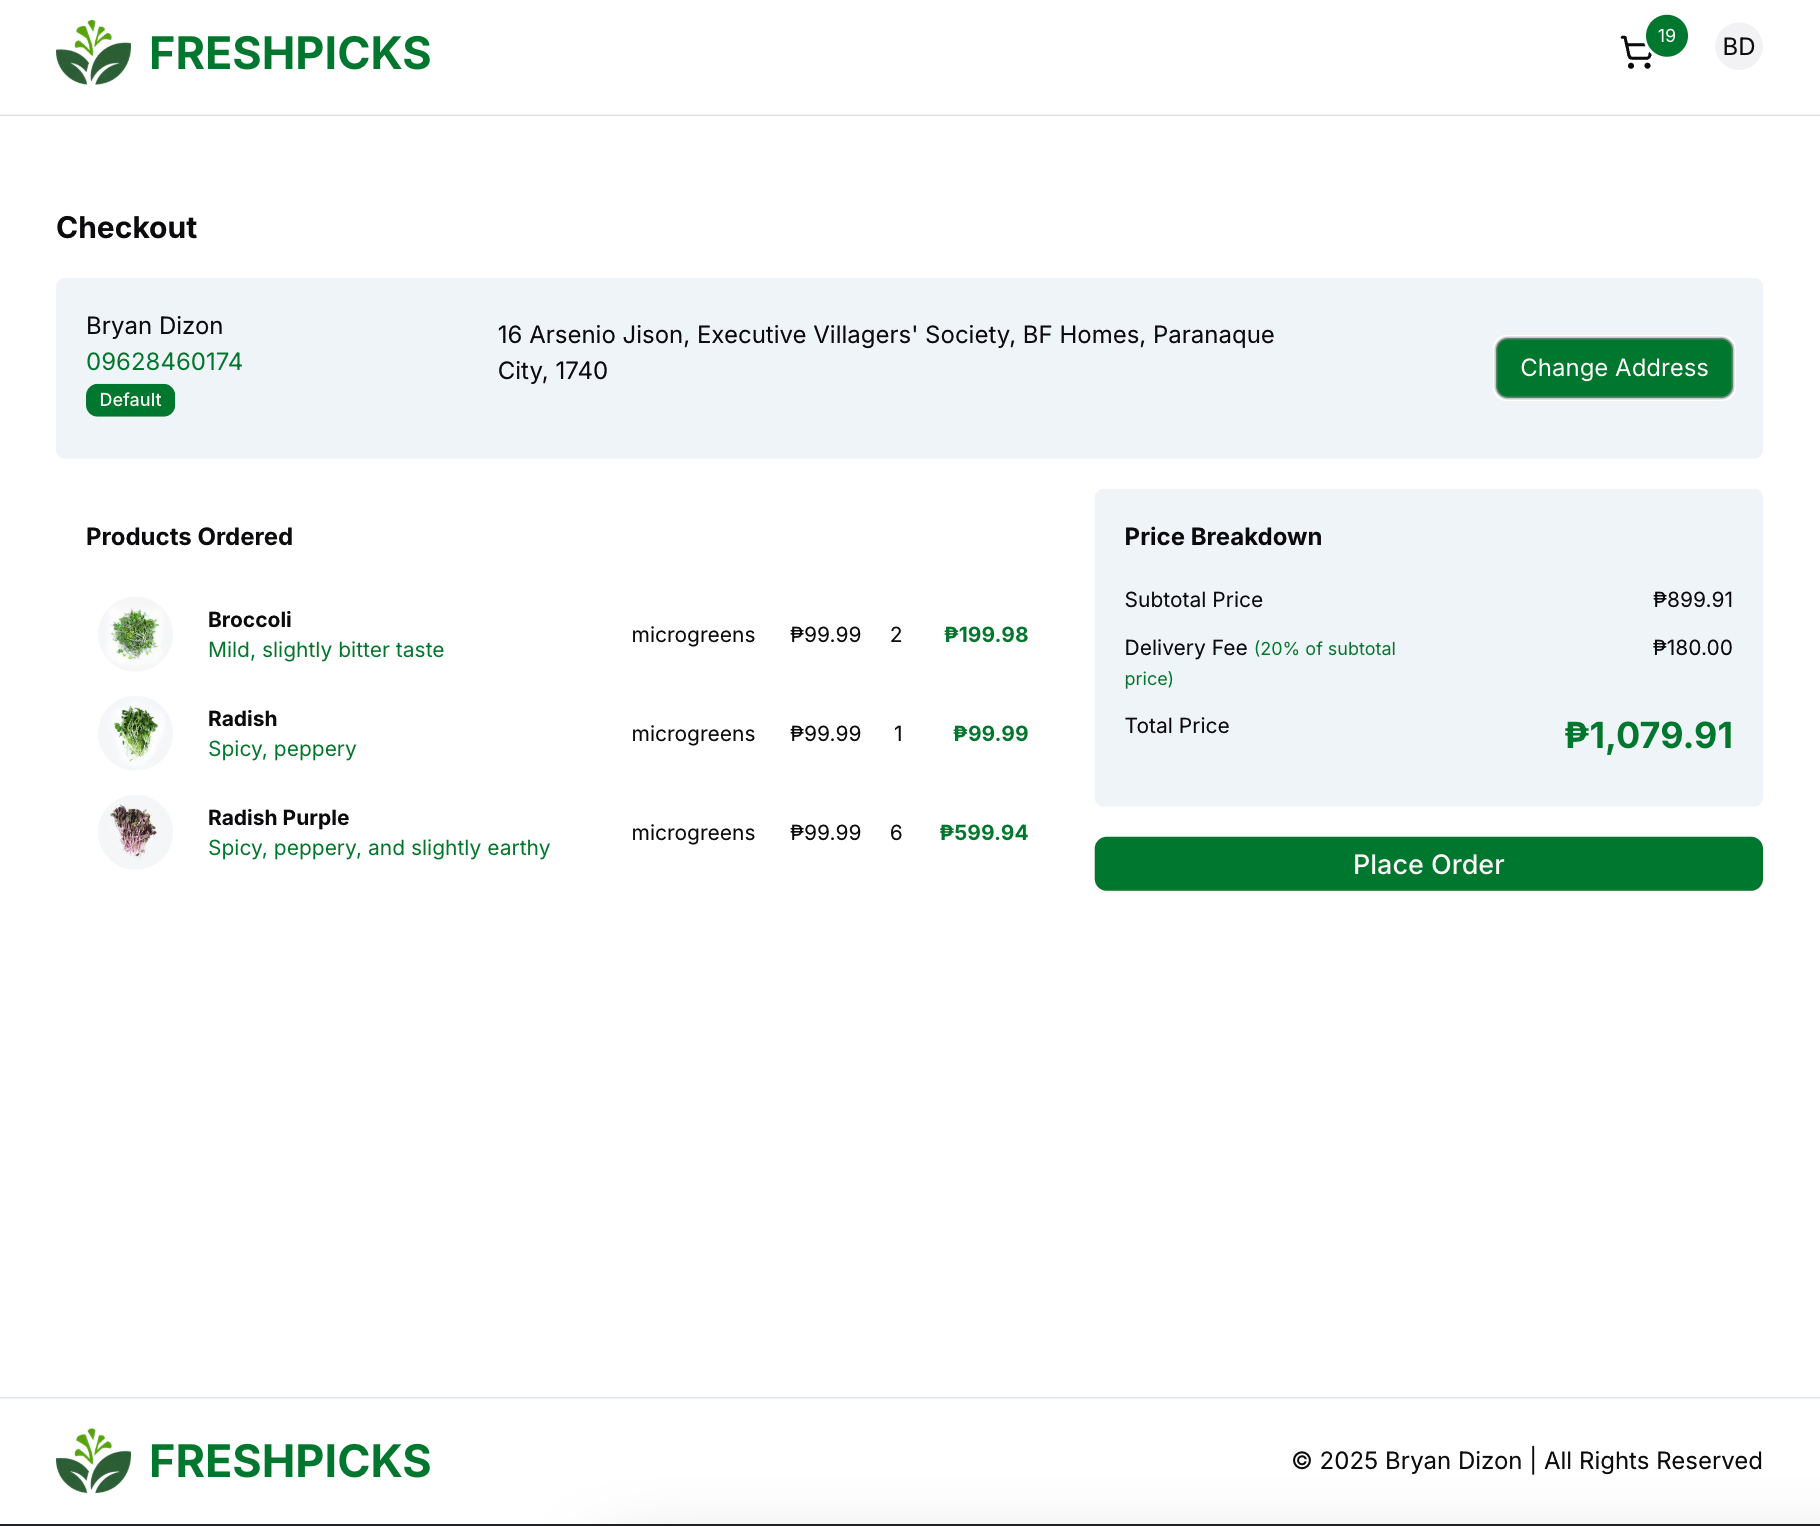 FRESHPICKS
19
BD
Checkout
Bryan Dizon
09628460174
Default
16 Arsenio Jison, Executive Villagers' Society, BF Homes, Paranaque
City, 1740
Change Address
Products Ordered
Broccoli
Mild, slightly bitter taste
microgreens ₱99.99 2 ₱199.98
Radish
Spicy, peppery
microgreens ₱99.99 1 ₱99.99
Radish Purple
Spicy, peppery, and slightly earthy
microgreens ₱99.99 6 ₱599.94
Price Breakdown
Subtotal Price ₱899.91
Delivery Fee (20% of subtotal
price)
₱180.00
Total Price ₱1,079.91
Place Order
FRESHPICKS
© 2025 Bryan Dizon | All Rights Reserved